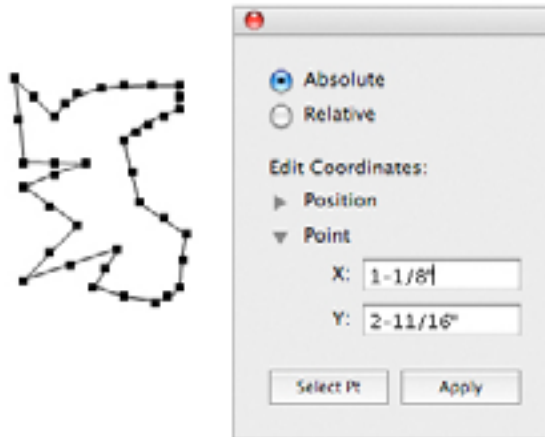 Absolute
Relative
Edit Coordinates:
Position
Point
X: 1-1/8"
Y: 2-11/16"
Select Pt Apply